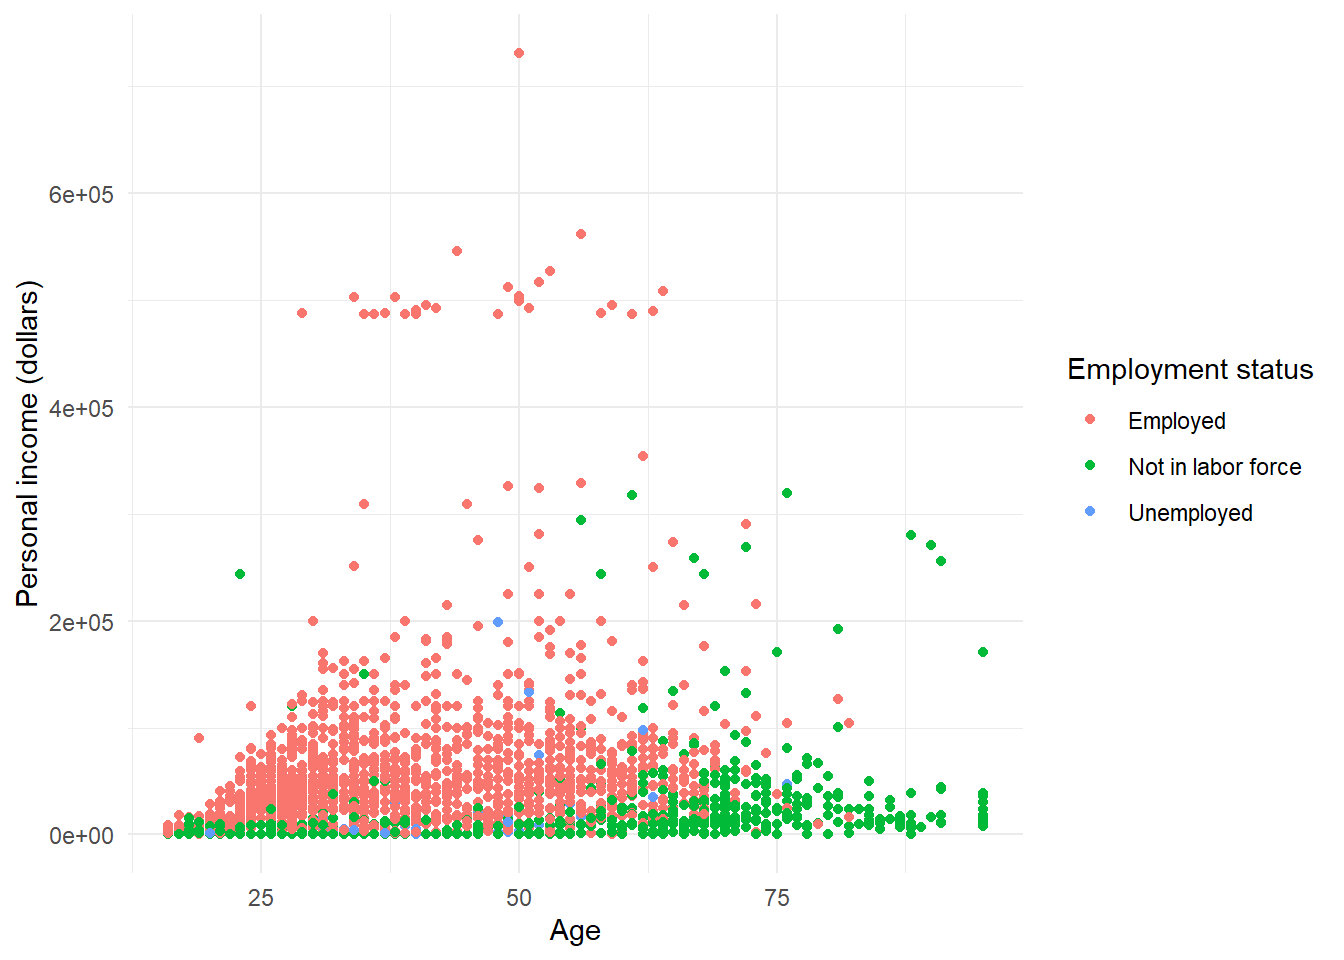 6e+05
4e+05
2e+05
0e+00
Personal income (dollars)
25
50
75
Age
Employment status
Employed
Not in labor force
Unemployed